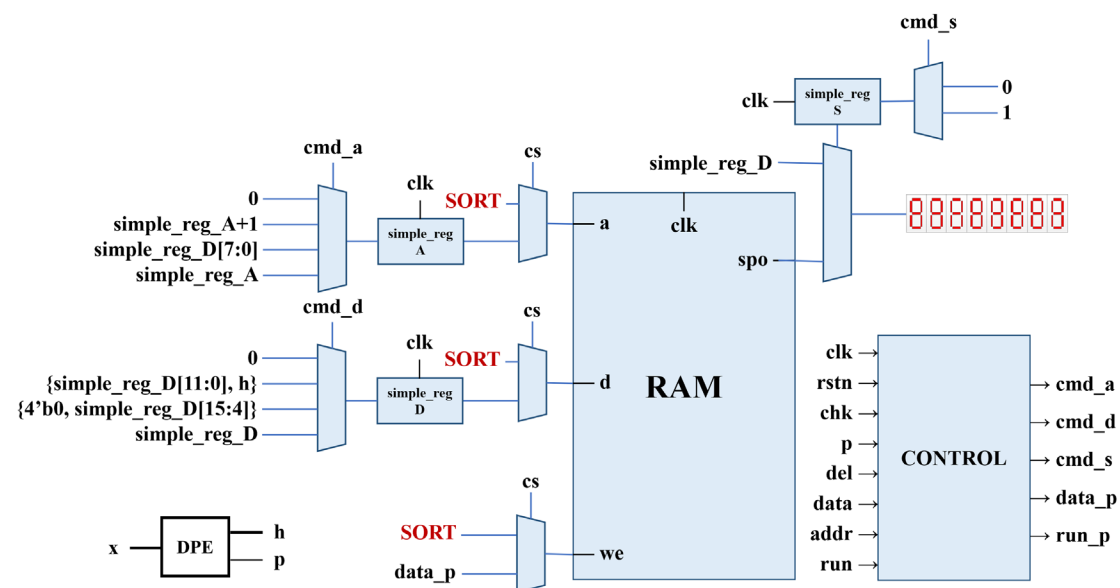 cmd_s
clk
simple_reg
S
0
1
cmd_a
0
simple_reg_A+1
simple_reg_D[7:0]
simple_reg_A
clk
simple_reg
A
cs
SORT
a
clk
simple_reg_D
spo
88888888
cmd_d
0
{simple_reg_D[11:0], h}
{4'b0, simple_reg_D[15:4]}
simple_reg_D
clk
simple_reg
D
cs
SORT
d
RAM
cs
SORT
data_p
we
x
DPE
h
p
clk
rstn
chk
p
del
data
addr
run
CONTROL
cmd_a
cmd_d
cmd_s
data_p
run_p